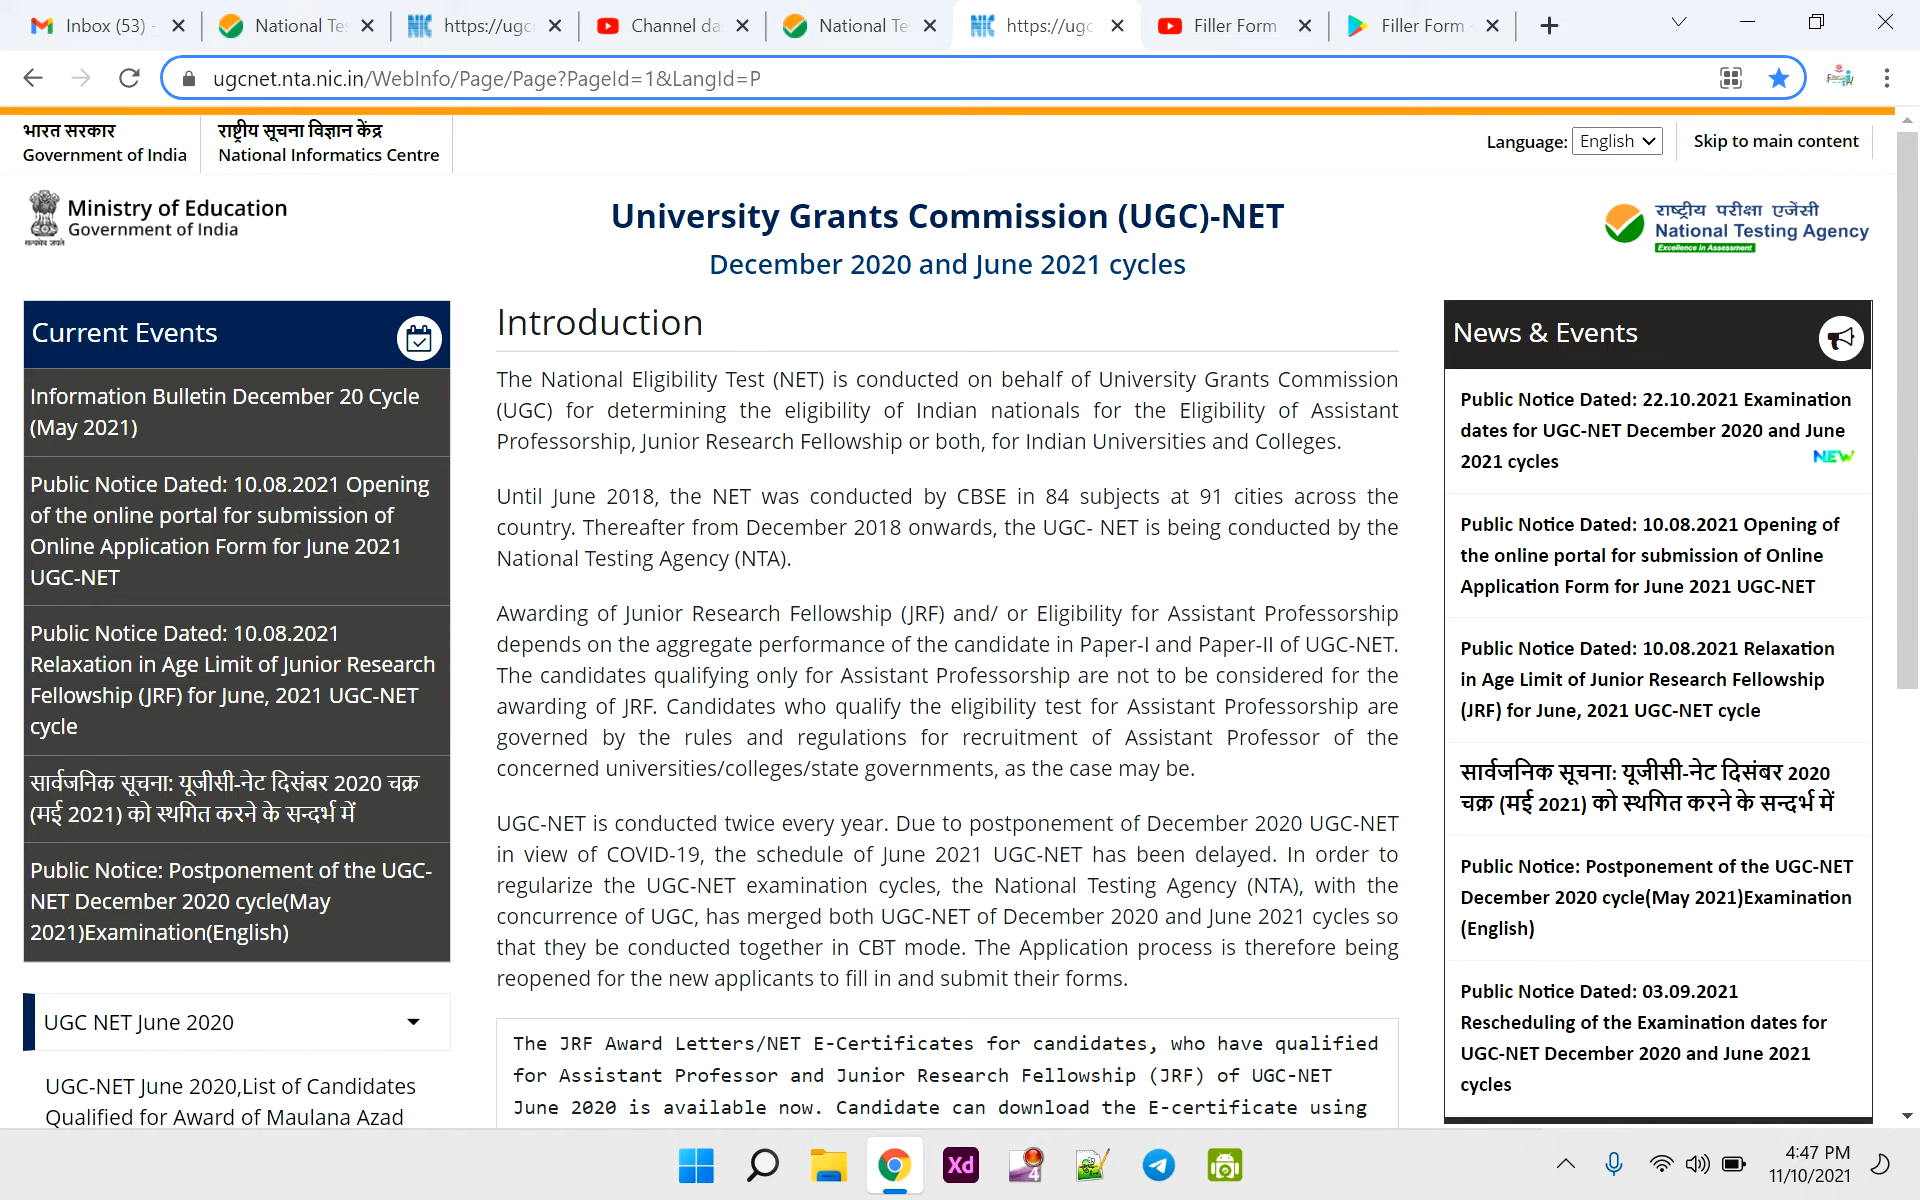 Inbox (53) -
National Te
https://ugc
Channel da
National Te
https://ugc
Filler Form
Filler Form -
ugcnet.nta.nic.in/WebInfo/Page/Page?PageId=1&LangId=P
भारत सरकार
Government of India
राष्ट्रीय सूचना विज्ञान केंद्र
National Informatics Centre
Language: English
Skip to main content
सत्यमेव जयते
Ministry of Education
Government of India
University Grants Commission (UGC)-NET
December 2020 and June 2021 cycles
राष्ट्रीय परीक्षा एजेंसी
National Testing Agency
Excellence in Assessment
Current Events
Information Bulletin December 20 Cycle
(May 2021)
Public Notice Dated: 10.08.2021 Opening
of the online portal for submission of
Online Application Form for June 2021
UGC-NET
Public Notice Dated: 10.08.2021
Relaxation in Age Limit of Junior Research
Fellowship (JRF) for June, 2021 UGC-NET
cycle
सार्वजनिक सूचना: यूजीसी-नेट दिसंबर 2020 चक्र
(मई 2021) को स्थगित करने के सन्दर्भ में
Public Notice: Postponement of the UGC-
NET December 2020 cycle(May
2021)Examination(English)
UGC NET June 2020
UGC-NET June 2020,List of Candidates
Qualified for Award of Maulana Azad
Introduction
The National Eligibility Test (NET) is conducted on behalf of University Grants Commission
(UGC) for determining the eligibility of Indian nationals for the Eligibility of Assistant
Professorship, Junior Research Fellowship or both, for Indian Universities and Colleges.
Until June 2018, the NET was conducted by CBSE in 84 subjects at 91 cities across the
country. Thereafter from December 2018 onwards, the UGC- NET is being conducted by the
National Testing Agency (NTA).
Awarding of Junior Research Fellowship (JRF) and/ or Eligibility for Assistant Professorship
depends on the aggregate performance of the candidate in Paper-I and Paper-II of UGC-NET.
The candidates qualifying only for Assistant Professorship are not to be considered for the
awarding of JRF. Candidates who qualify the eligibility test for Assistant Professorship are
governed by the rules and regulations for recruitment of Assistant Professor of the
concerned universities/colleges/state governments, as the case may be.
UGC-NET is conducted twice every year. Due to postponement of December 2020 UGC-NET
in view of COVID-19, the schedule of June 2021 UGC-NET has been delayed. In order to
regularize the UGC-NET examination cycles, the National Testing Agency (NTA), with the
concurrence of UGC, has merged both UGC-NET of December 2020 and June 2021 cycles so
that they be conducted together in CBT mode. The Application process is therefore being
reopened for the new applicants to fill in and submit their forms.
The JRF Award Letters/NET E-Certificates for candidates, who have qualified
for Assistant Professor and Junior Research Fellowship (JRF) of UGC-NET
June 2020 is available now. Candidate can download the E-certificate using
News & Events
Public Notice Dated: 22.10.2021 Examination
dates for UGC-NET December 2020 and June
2021 cycles
NEW
Public Notice Dated: 10.08.2021 Opening of
the online portal for submission of Online
Application Form for June 2021 UGC-NET
Public Notice Dated: 10.08.2021 Relaxation
in Age Limit of Junior Research Fellowship
(JRF) for June, 2021 UGC-NET cycle
सार्वजनिक सूचना: यूजीसी-नेट दिसंबर 2020
चक्र (मई 2021) को स्थगित करने के सन्दर्भ में
Public Notice: Postponement of the UGC-NET
December 2020 cycle(May 2021)Examination
(English)
Public Notice Dated: 03.09.2021
Rescheduling of the Examination dates for
UGC-NET December 2020 and June 2021
cycles
Xd
4
4:47 PM
11/10/2021